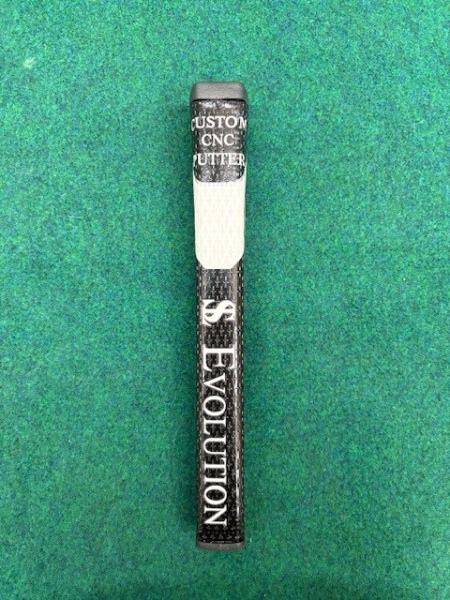 CUSTOM
CNC
PUTTER
$ EVOLUTION